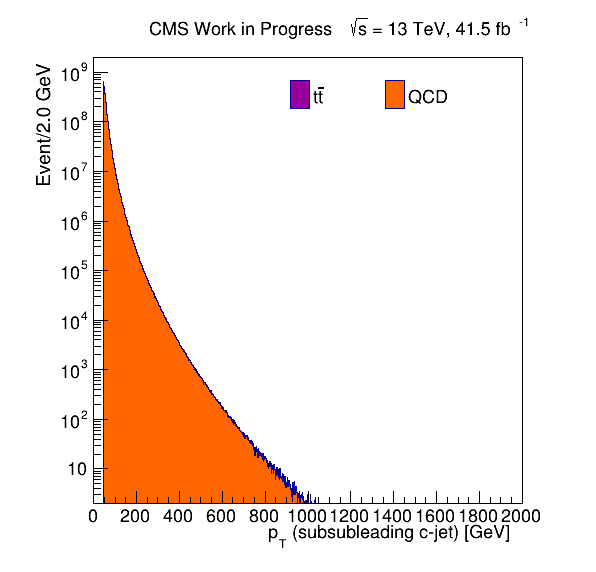 CMS Work in Progress √s = 13 TeV, 41.5 fb⁻¹
Event/2.0 GeV
10⁹
10⁸
10⁷
10⁶
10⁵
10⁴
10³
10²
10
tt̄ QCD
0 200 400 600 800 1000 1200 1400 1600 1800 2000
p_T (subsubleading c-jet) [GeV]